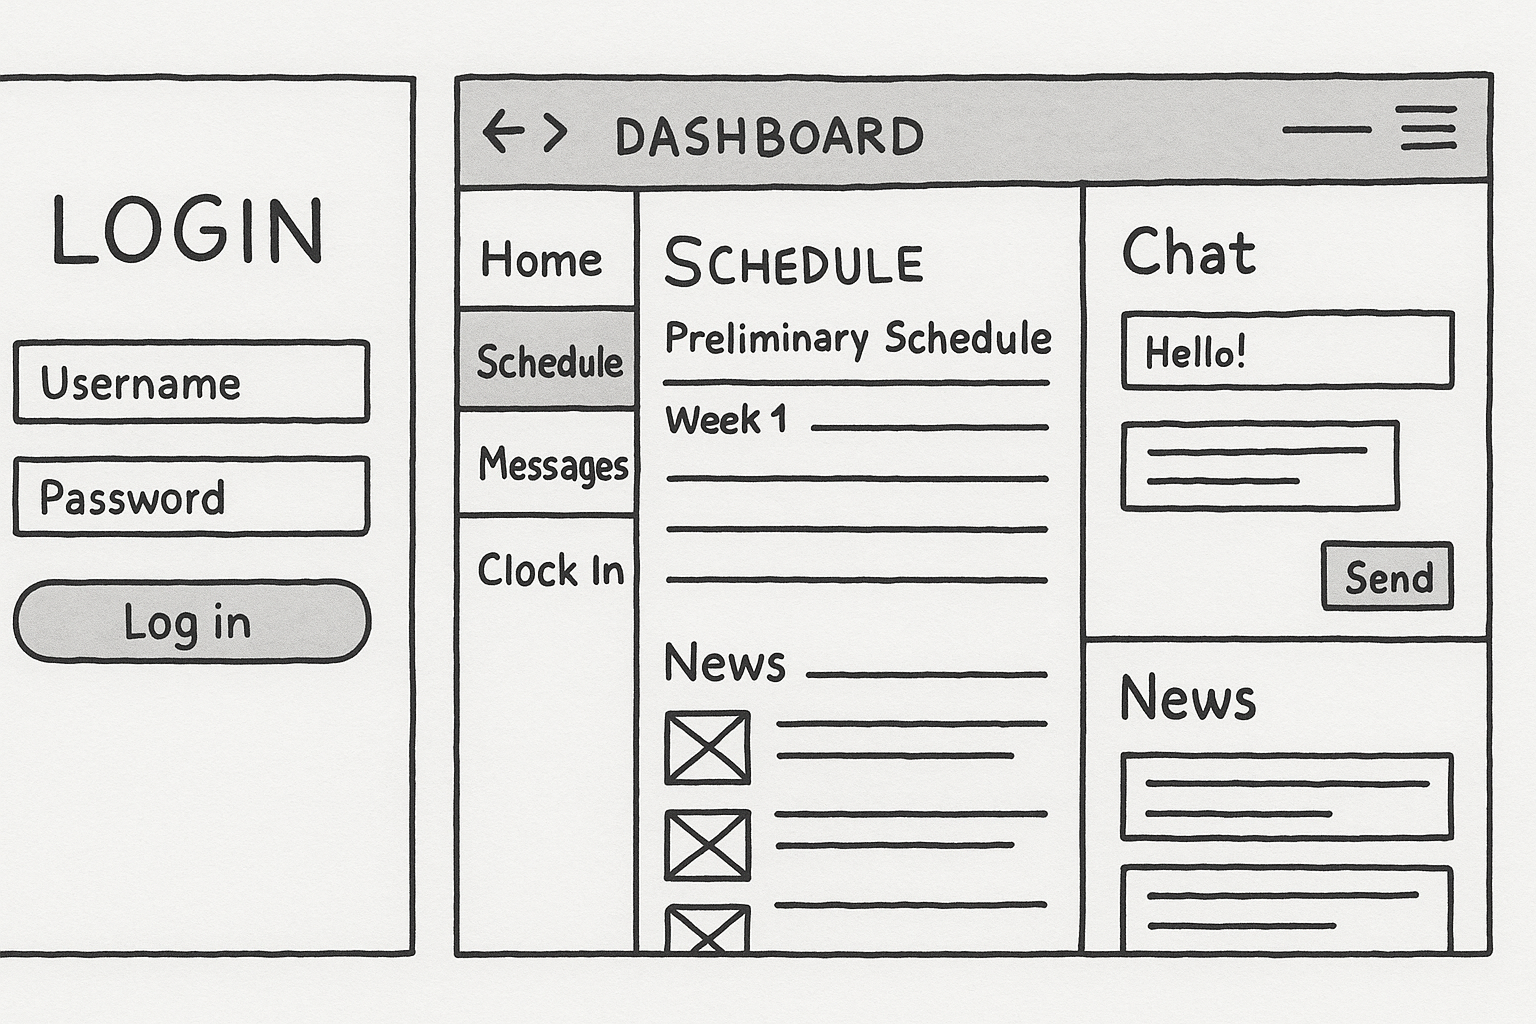 LOGIN
Username
Password
Log in
DASHBOARD
Home
Schedule
Messages
Clock In
SCHEDULE
Preliminary Schedule
Week 1
News
Chat
Hello!
Send
News